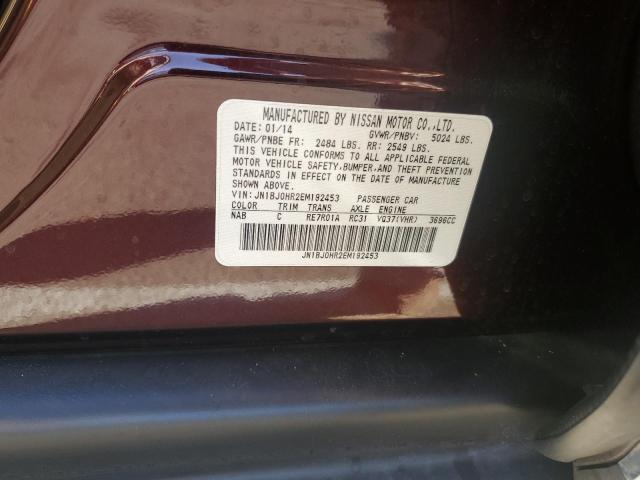 MANUFACTURED BY NISSAN MOTOR CO.,LTD.
DATE: 01/14 GVWR/PNBV: 5024 LBS.
GAWR/PNBE FR: 2484 LBS. RR: 2549 LBS.
THIS VEHICLE CONFORMS TO ALL APPLICABLE FEDERAL
MOTOR VEHICLE SAFETY,BUMPER,AND THEFT PREVENTION
STANDARDS IN EFFECT ON THE DATE OF MANUFACTURE
SHOWN ABOVE.
VIN: JN1BJ0HR2EM192453 PASSENGER CAR
COLOR TRIM TRANS AXLE ENGINE
NAB C RE7R01A RC31 VQ37(VHR) 3696CC
JN1BJ0HR2EM192453